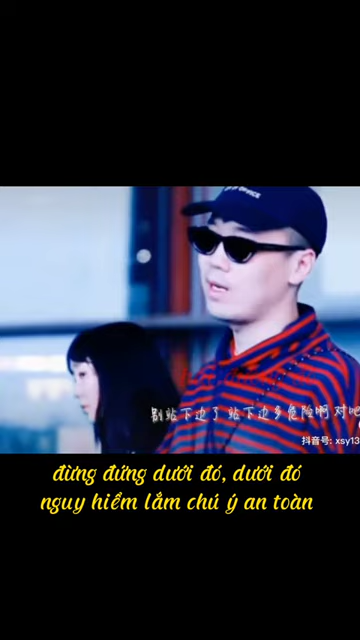 OFFICE
别站下边了 站下边多危险啊 对吧
抖音号: xsy13
đừng đứng dưới đó, dưới đó
nguy hiểm lắm chú ý an toàn